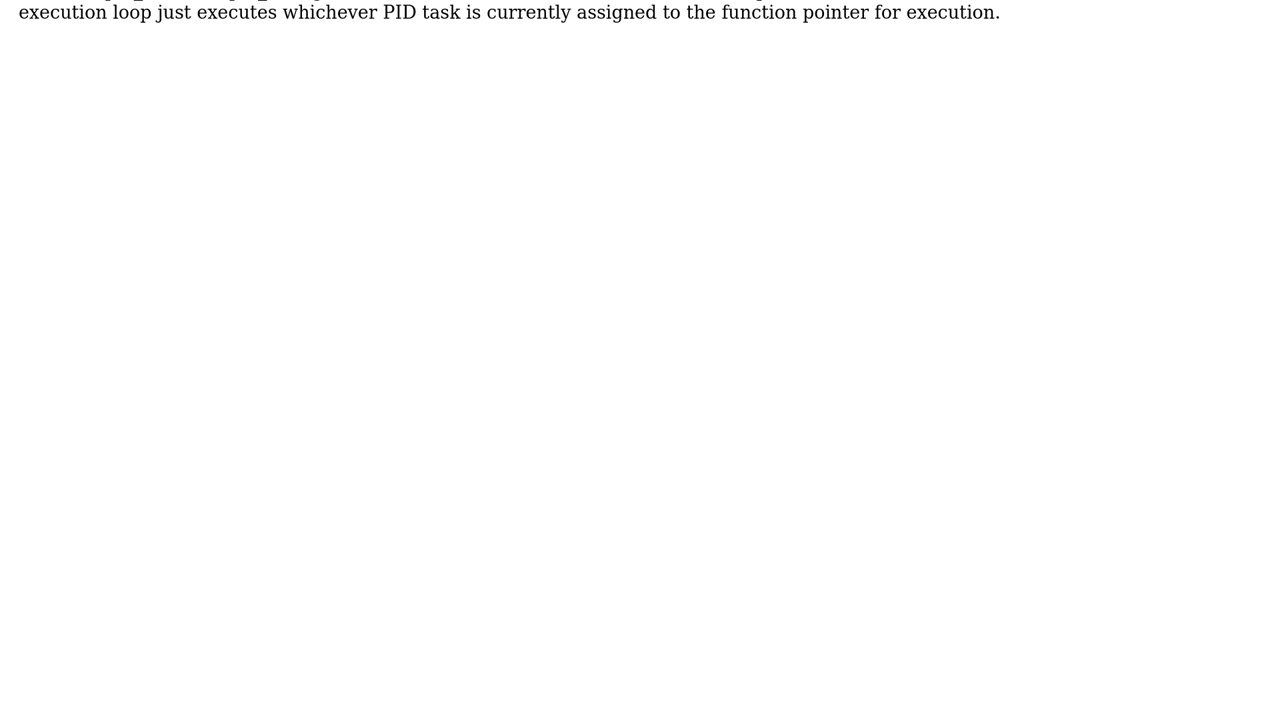 execution loop just executes whichever PID task is currently assigned to the function pointer for execution.